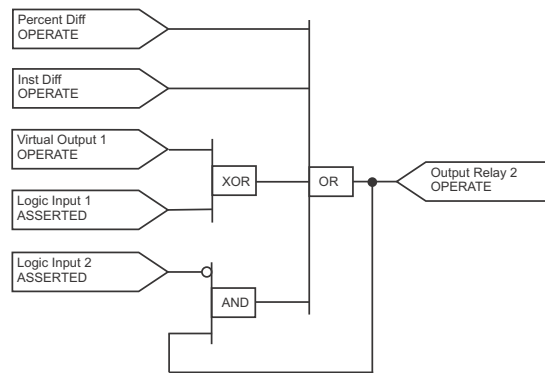 Percent Diff
OPERATE
Inst Diff
OPERATE
Virtual Output 1
OPERATE
XOR
OR
Output Relay 2
OPERATE
Logic Input 1
ASSERTED
Logic Input 2
ASSERTED
AND